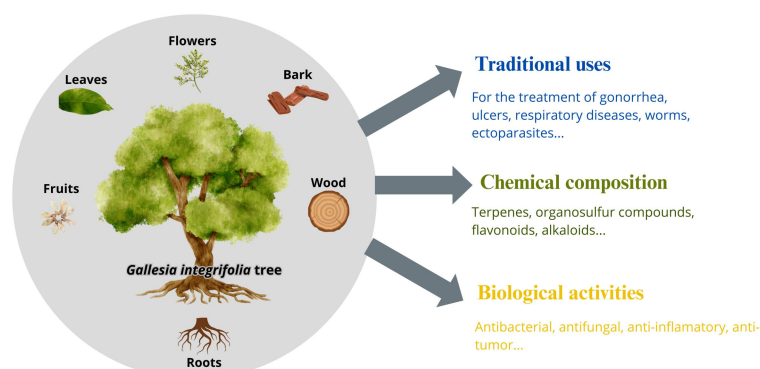 Flowers
Leaves
Bark
Fruits
Wood
Gallesia integrifolia tree
Roots
Traditional uses
For the treatment of gonorrhea,
ulcers, respiratory diseases, worms,
ectoparasites...
Chemical composition
Terpenes, organosulfur compounds,
flavonoids, alkaloids...
Biological activities
Antibacterial, antifungal, anti-inflamatory, anti-
tumor...